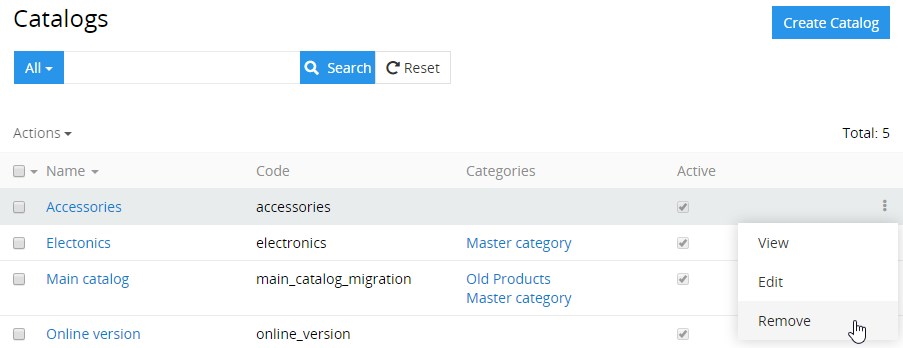 Catalogs
Create Catalog
All
Search
Reset
Actions
Total: 5
Name Code Categories Active
Accessories accessories
Electonics electronics Master category
View
Main catalog main_catalog_migration Old Products
Edit
Master category
Remove
Online version online_version